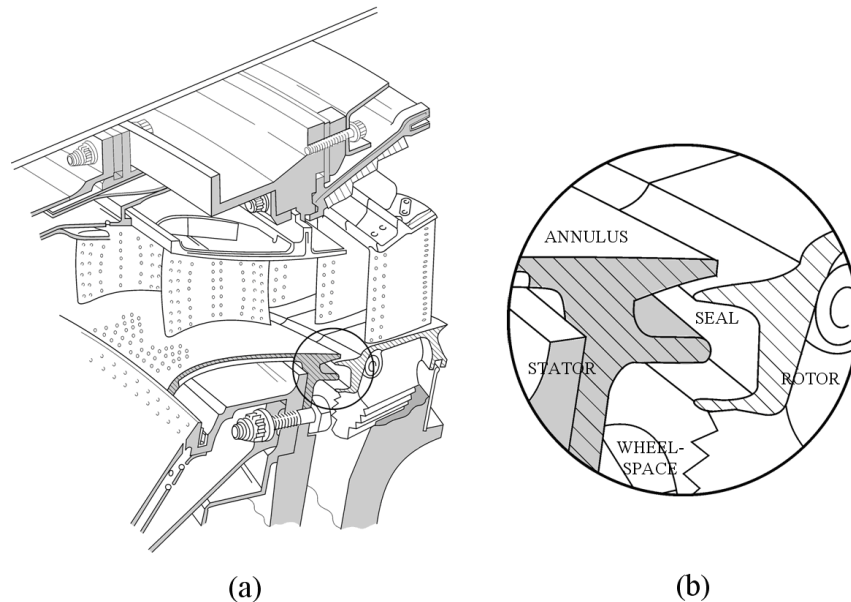 ANNULUS
SEAL
STATOR
ROTOR
WHEEL-
SPACE
(a)
(b)